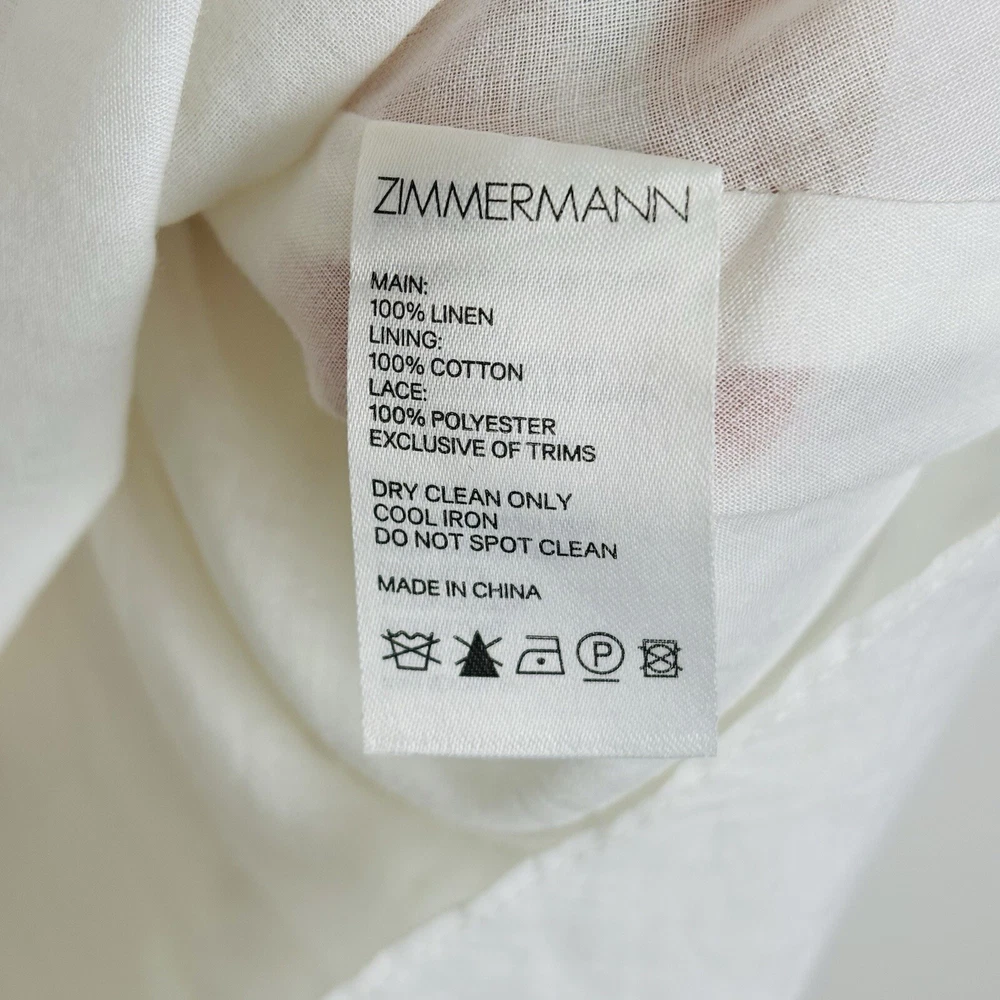 ZIMMERMANN
MAIN:
100% LINEN
LINING:
100% COTTON
LACE:
100% POLYESTER
EXCLUSIVE OF TRIMS
DRY CLEAN ONLY
COOL IRON
DO NOT SPOT CLEAN
MADE IN CHINA
P